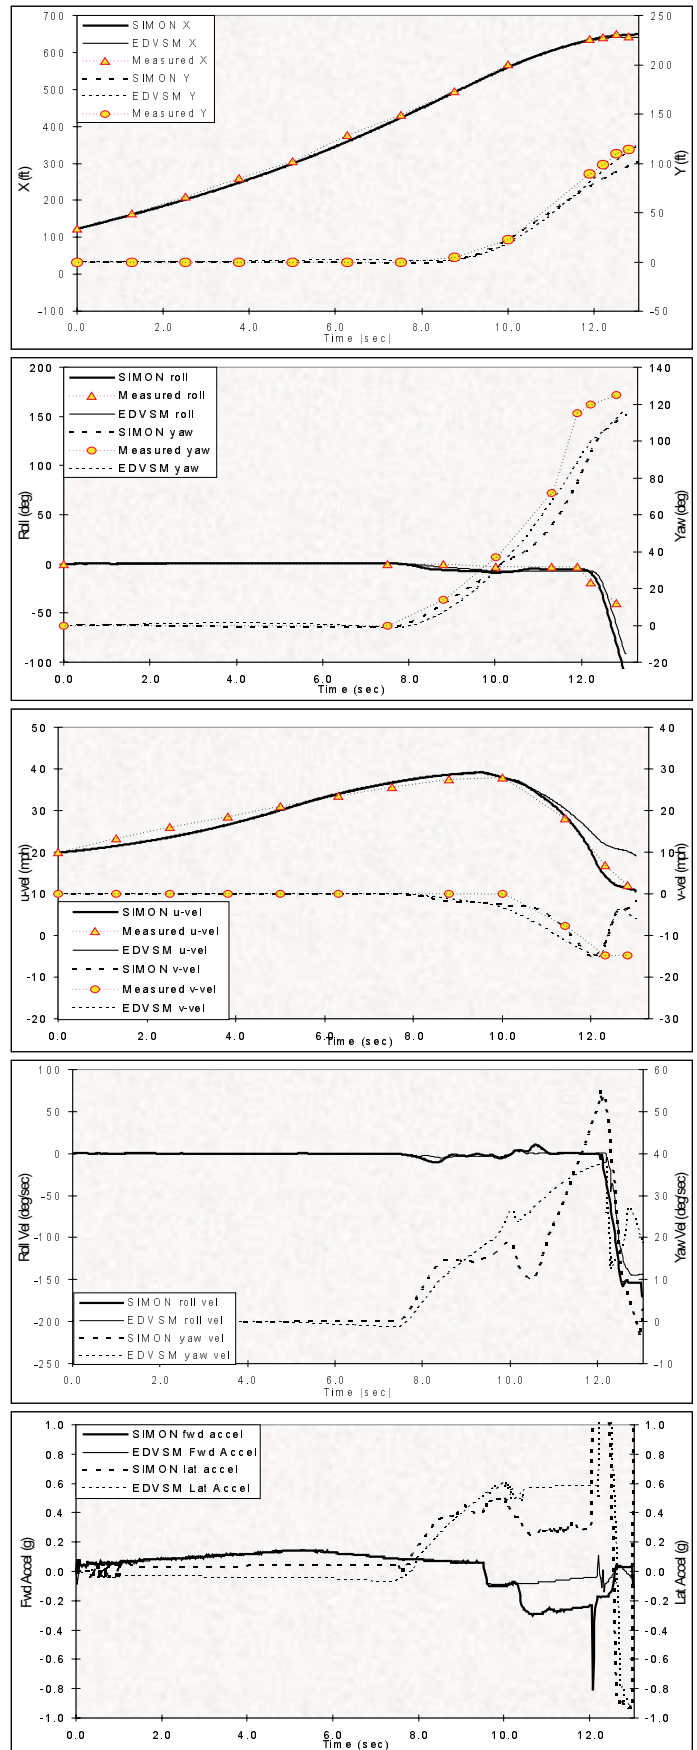 700
600
500
400
300
200
100
0
-100
X (ft)
SIMON X
EDVSM X
Measured X
SIMON Y
EDVSM Y
Measured Y
250
200
150
100
50
0
-50
Y (ft)
0.0 2.0 4.0 6.0 8.0 10.0 12.0
Time |sec)
200
150
100
50
0
-50
-100
Roll (deg)
SIMON roll
Measured roll
EDVSM roll
SIMON yaw
Measured yaw
EDVSM yaw
140
120
100
80
60
40
20
0
-20
Yaw (deg)
0.0 2.0 4.0 6.0 8.0 10.0 12.0
Time (sec)
50
40
30
20
10
0
-10
-20
u-vel (mph)
SIMON u-vel
Measured u-vel
EDVSM u-vel
SIMON v-vel
Measured v-vel
EDVSM v-vel
40
30
20
10
0
-10
-20
-30
v-vel (mph)
0.0 2.0 4.0 6.0 8.0 10.0 12.0
Time (sec)
100
50
0
-50
-100
-150
-200
-250
Roll Vel (deg/sec)
SIMON roll vel
EDVSM roll vel
SIMON yaw vel
EDVSM yaw vel
60
50
40
30
20
10
0
-10
Yaw Vel (deg/sec)
0.0 2.0 4.0 6.0 8.0 10.0 12.0
Time |sec)
1.0
0.8
0.6
0.4
0.2
0.0
-0.2
-0.4
-0.6
-0.8
-1.0
Fwd Accel (g)
SIMON fwd accel
EDVSM Fwd Accel
SIMON lat accel
EDVSM Lat Accel
1.0
0.8
0.6
0.4
0.2
0.0
-0.2
-0.4
-0.6
-0.8
-1.0
Lat Accel (g)
0.0 2.0 4.0 6.0 8.0 10.0 12.0
Time (sec)